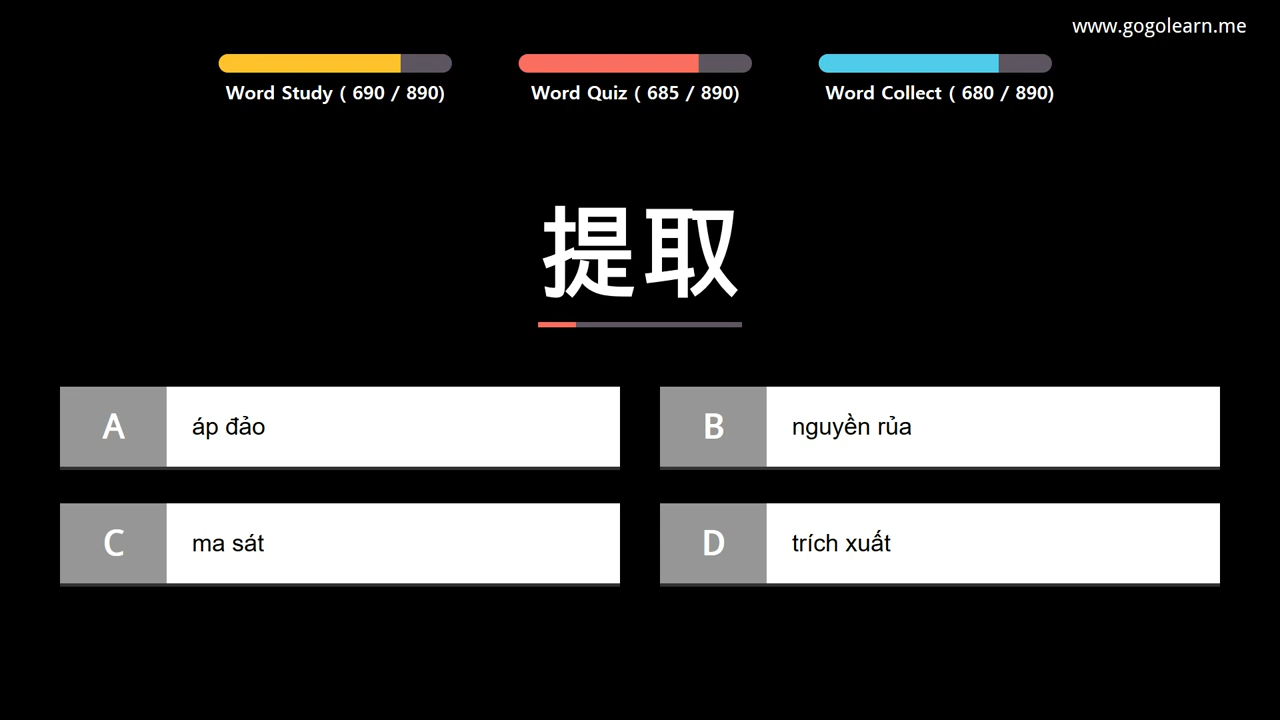 www.gogolearn.me
Word Study ( 690 / 890)
Word Quiz ( 685 / 890)
Word Collect ( 680 / 890)
提取
A áp đảo
B nguyền rủa
C ma sát
D trích xuất